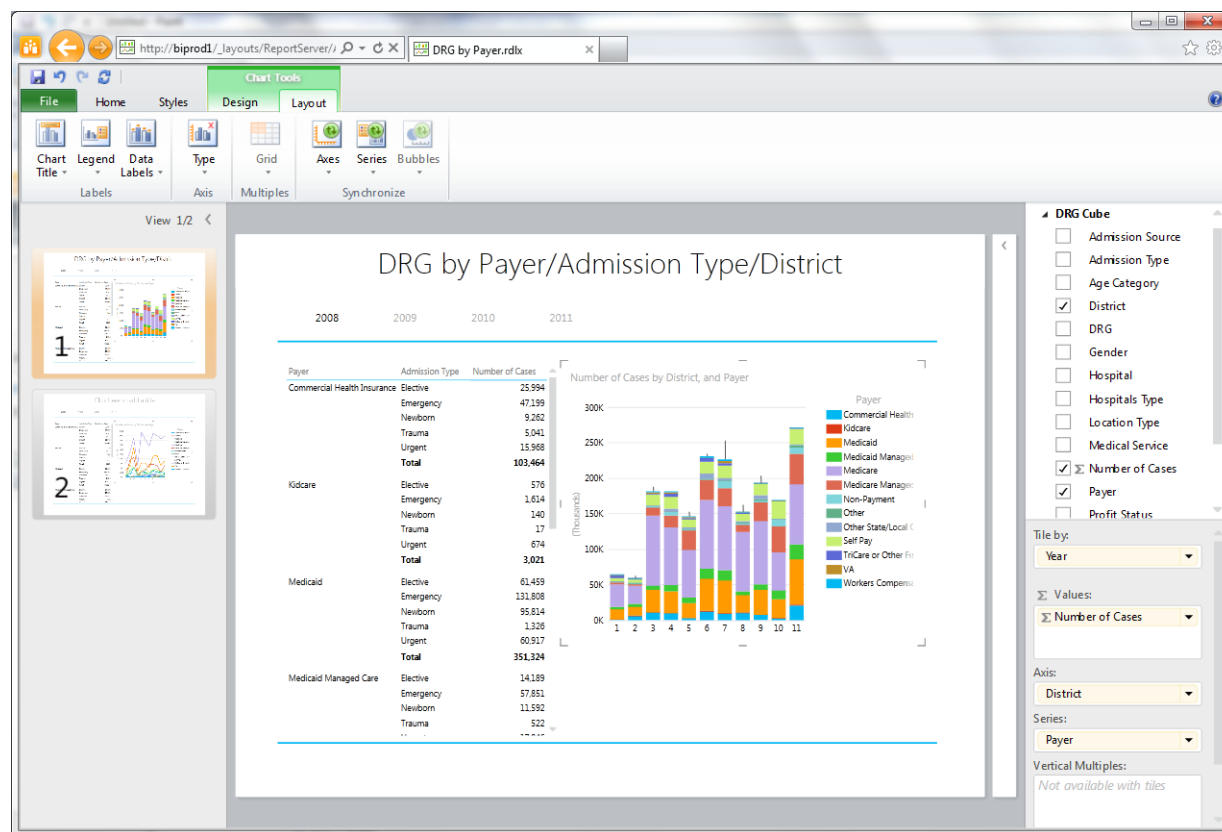 http://biprod1/_layouts/ReportServer/
DRG by Payer.rdlx
Chart Tools
File Home Styles Design Layout
Chart Title
Legend
Data Labels
Type
Grid
Axes
Series
Bubbles
Labels
Axis
Multiples
Synchronize
View 1/2
1
2
DRG by Payer/Admission Type/District
2008 2009 2010 2011
Payer Admission Type Number of Cases
Commercial Health Insurance Elective 25,994
Emergency 47,199
Newborn 9,262
Trauma 5,041
Urgent 15,968
Total 103,464
Kidcare Elective 576
Emergency 1,614
Newborn 140
Trauma 17
Urgent 674
Total 3,021
Medicaid Elective 61,459
Emergency 131,808
Newborn 95,814
Trauma 1,326
Urgent 60,917
Total 351,324
Medicaid Managed Care Elective 14,189
Emergency 57,851
Newborn 11,592
Trauma 522
Number of Cases by District, and Payer
(Thousands)
300K
250K
200K
150K
100K
50K
0K
1 2 3 4 5 6 7 8 9 10 11
Payer
Commercial Health
Kidcare
Medicaid
Medicaid Managed
Medicare
Medicare Managed
Non-Payment
Other
Other State/Local
Self Pay
TriCare or Other
VA
Workers Compensa
DRG Cube
Admission Source
Admission Type
Age Category
District
DRG
Gender
Hospital
Hospitals Type
Location Type
Medical Service
Σ Number of Cases
Payer
Profit Status
Tile by:
Year
Σ Values:
Σ Number of Cases
Axis:
District
Series:
Payer
Vertical Multiples:
Not available with tiles